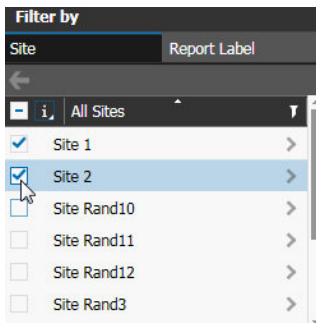 Filter by
Site Report Label
i All Sites
Site 1
Site 2
Site Rand10
Site Rand11
Site Rand12
Site Rand3